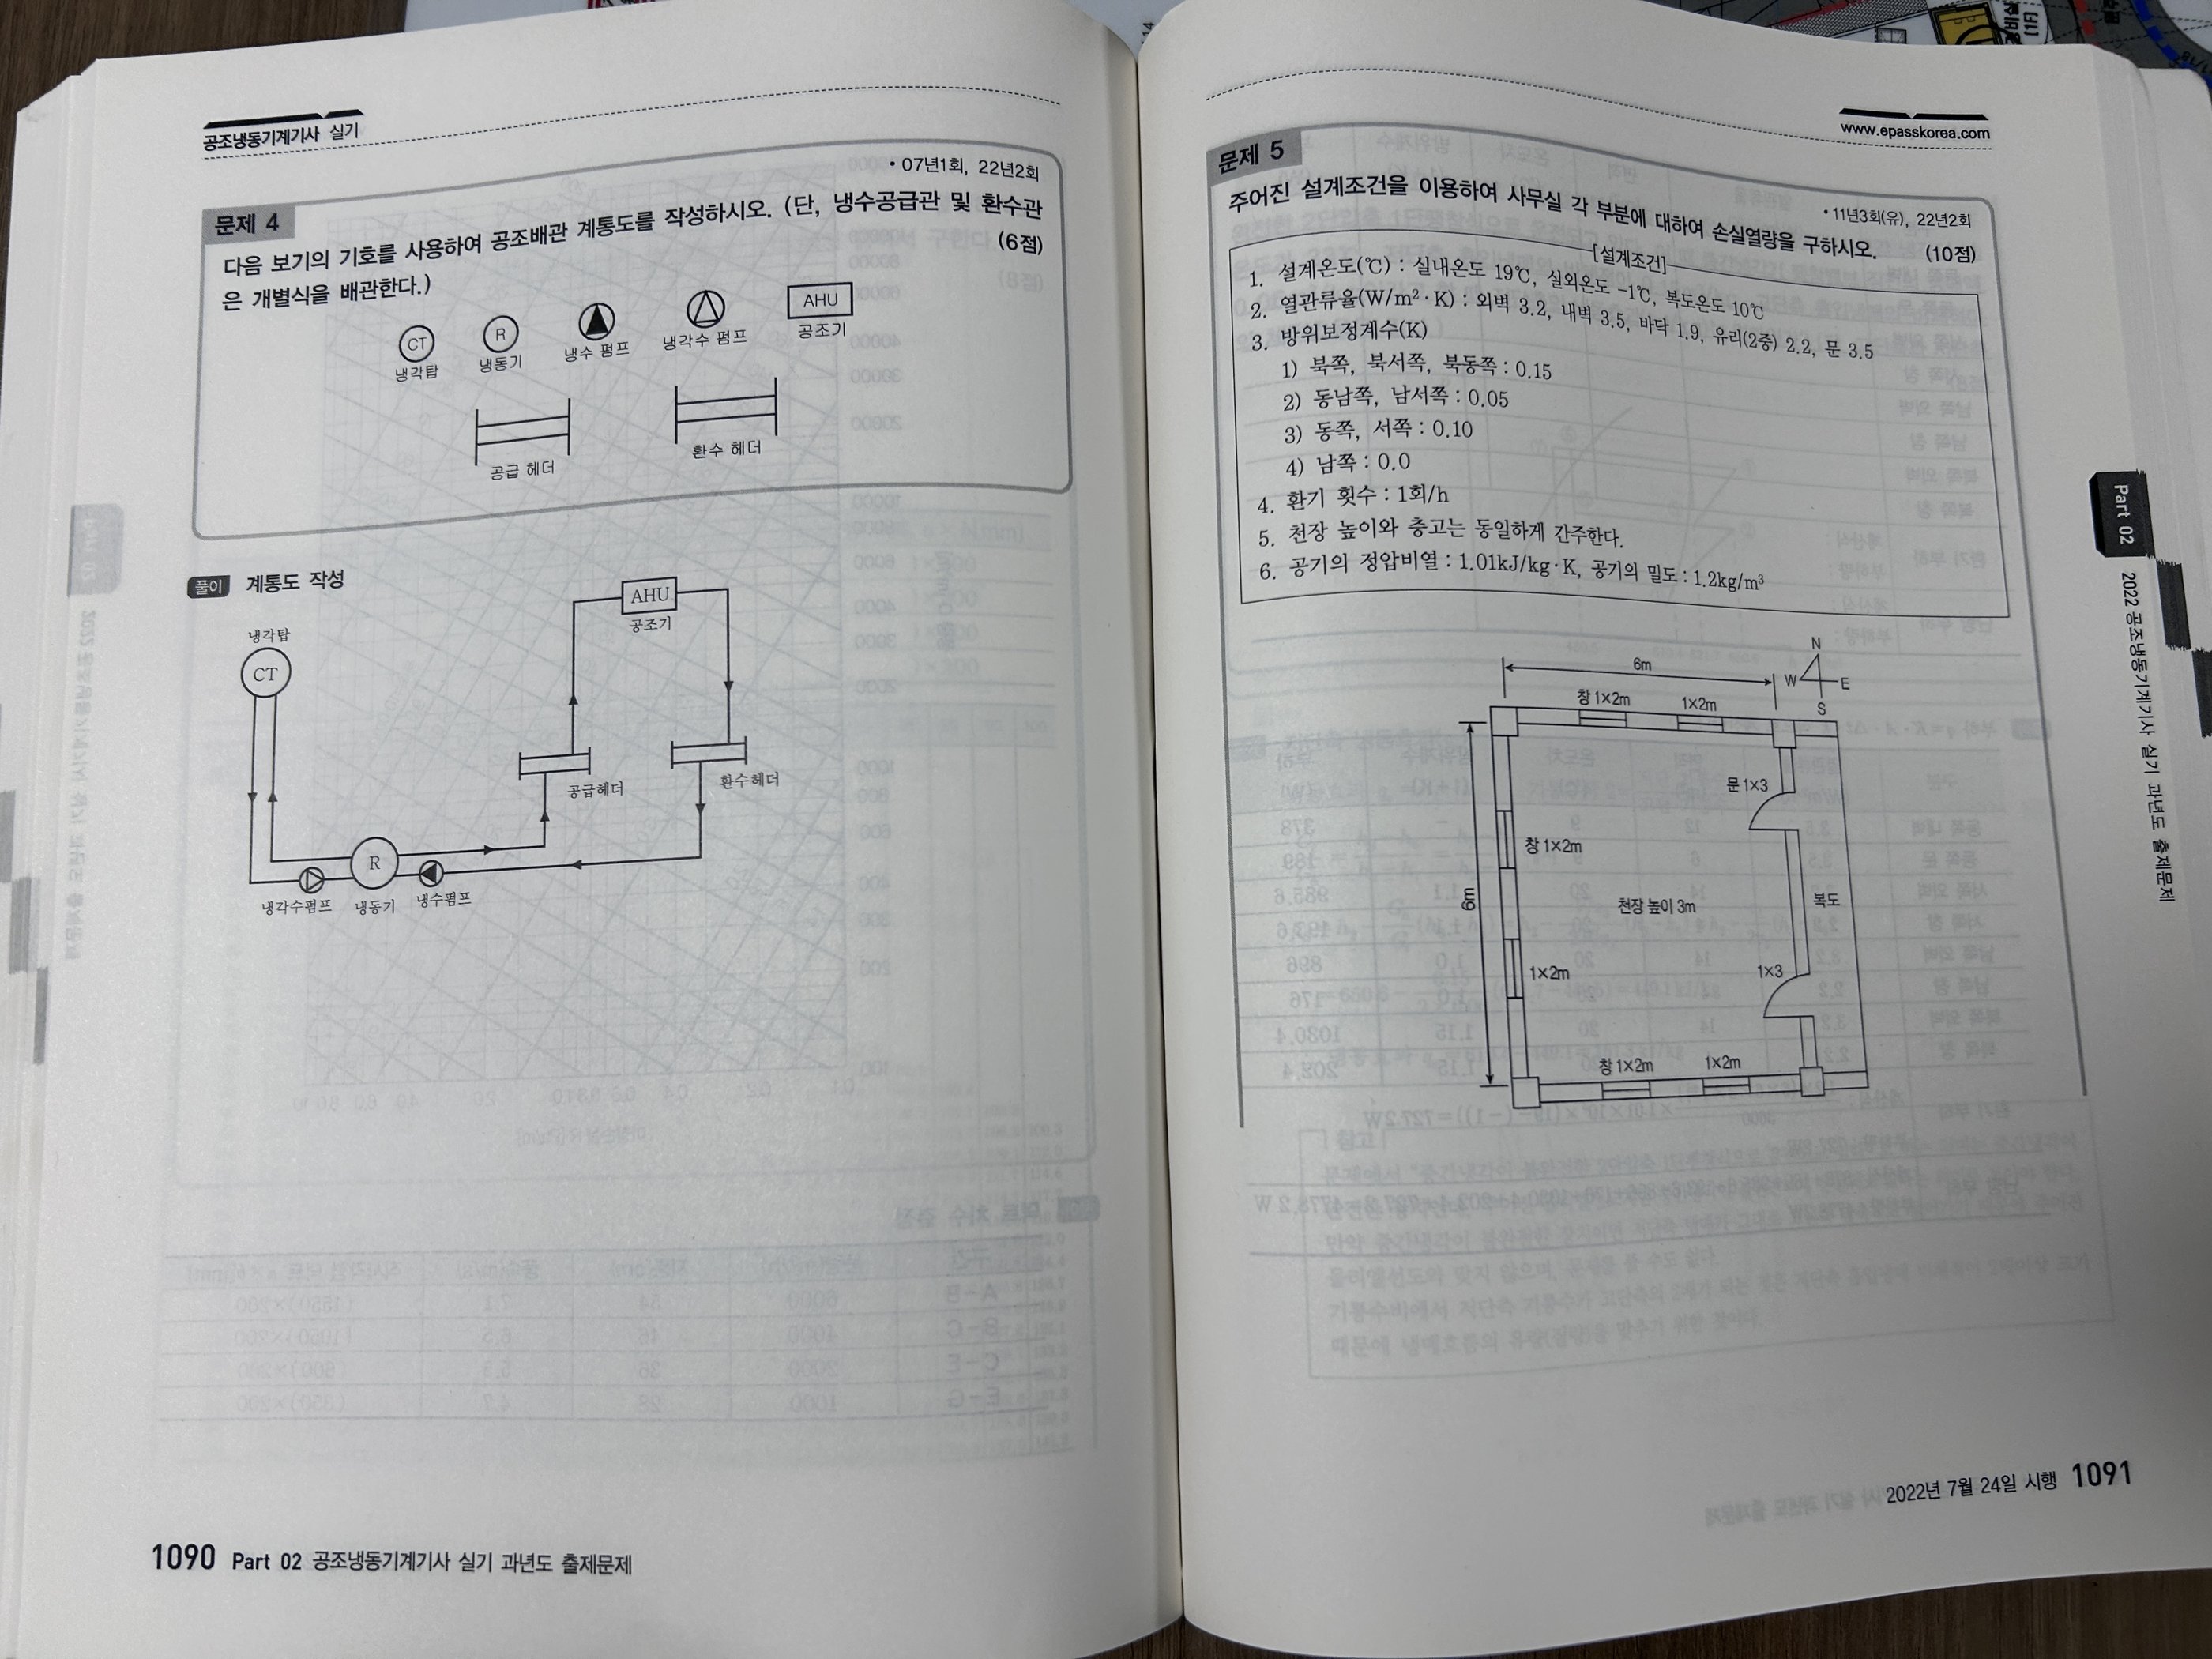 공조냉동기계기사 실기
• 07년1회, 22년2회
문제 4
다음 보기의 기호를 사용하여 공조배관 계통도를 작성하시오. (단, 냉수공급관 및 환수관
은 개별식을 배관한다.)
(6점)
CT
냉각탑
R
냉동기
냉수 펌프
냉각수 펌프
AHU
공조기
공급 헤더
환수 헤더
풀이 계통도 작성
냉각탑
CT
AHU
공조기
공급헤더
환수헤더
R
냉각수펌프
냉동기
냉수펌프
1090 Part 02 공조냉동기계기사 실기 과년도 출제문제
www.epasskorea.com
문제 5
• 11년3회(유), 22년2회
주어진 설계조건을 이용하여 사무실 각 부분에 대하여 손실열량을 구하시오. (10점)
[설계조건]
1. 설계온도(℃) : 실내온도 19℃, 실외온도 -1℃, 복도온도 10℃
2. 열관류율(W/m²·K) : 외벽 3.2, 내벽 3.5, 바닥 1.9, 유리(2중) 2.2, 문 3.5
3. 방위보정계수(K)
1) 북쪽, 북서쪽, 북동쪽 : 0.15
2) 동남쪽, 남서쪽 : 0.05
3) 동쪽, 서쪽 : 0.10
4) 남쪽 : 0.0
4. 환기 횟수 : 1회/h
5. 천장 높이와 층고는 동일하게 간주한다.
6. 공기의 정압비열 : 1.01kJ/kg·K, 공기의 밀도 : 1.2kg/m³
6m
N
W
E
S
창 1×2m
1×2m
문 1×3
창 1×2m
6m
천장 높이 3m
복도
1×2m
1×3
창 1×2m
1×2m
Part 02
2022 공조냉동기계기사 실기 과년도 출제문제
2022년 7월 24일 시행 1091